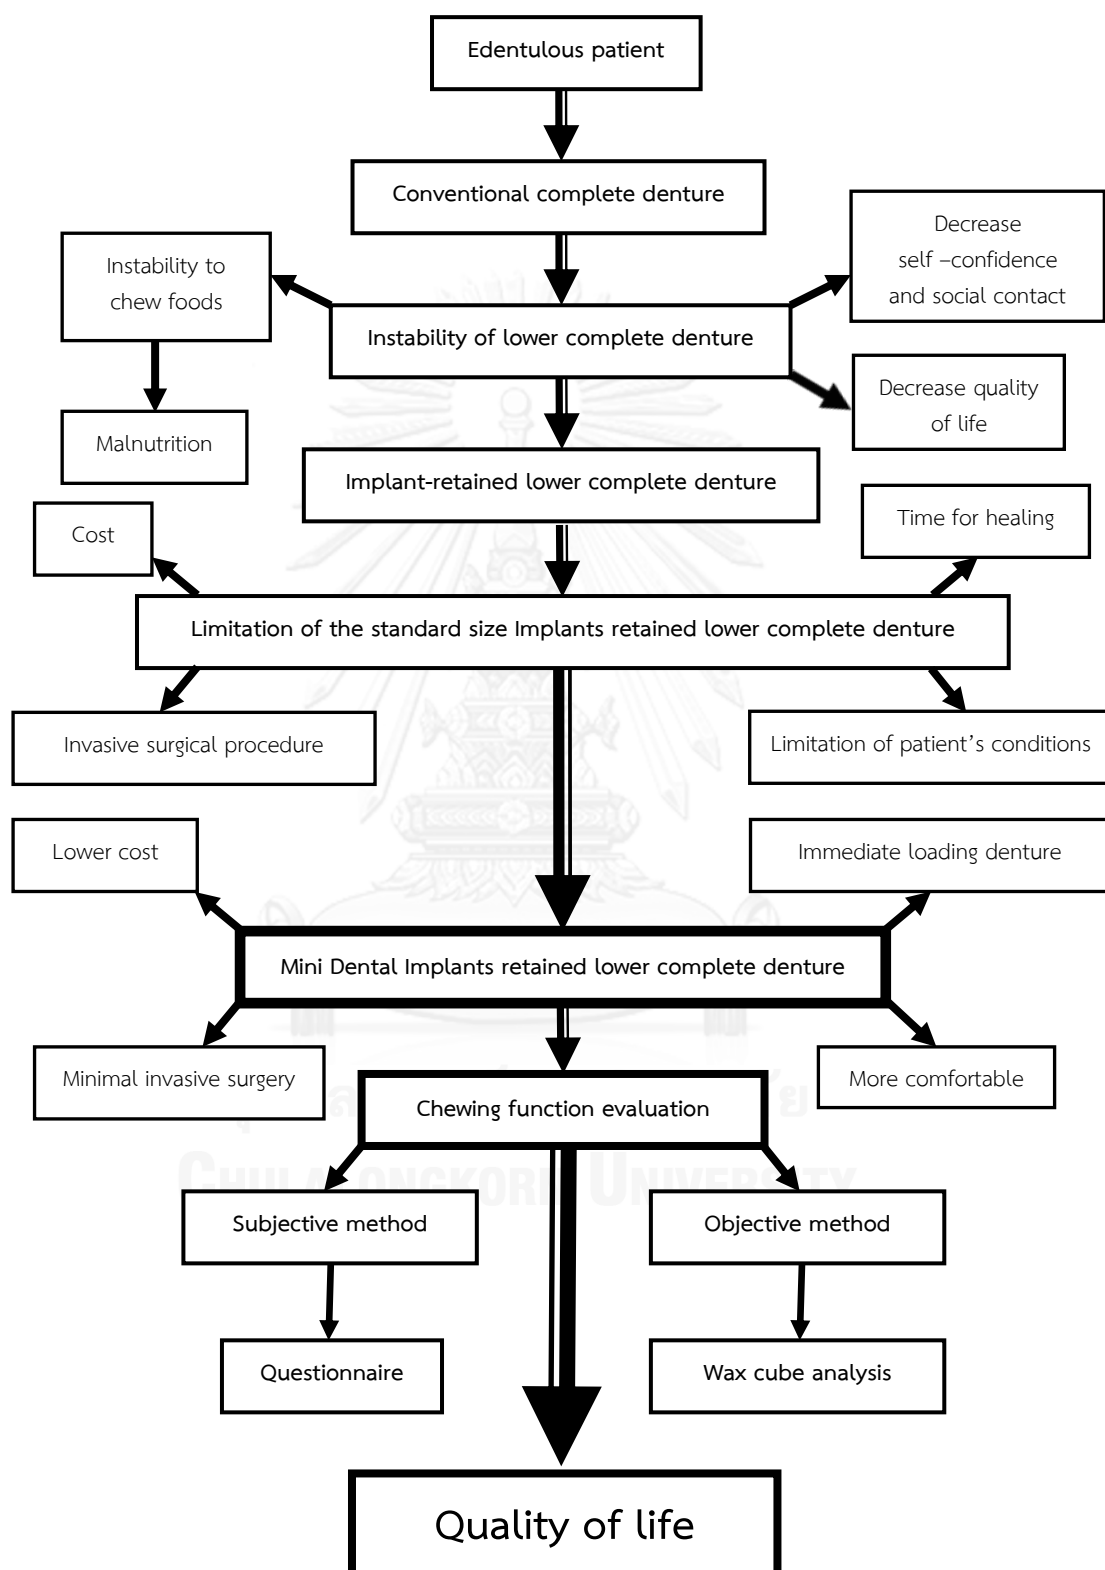 Edentulous patient
Conventional complete denture
Decrease
self –confidence
and social contact
Instability to
chew foods
Instability of lower complete denture
Decrease quality
of life
Malnutrition
Implant-retained lower complete denture
Cost
Time for healing
Limitation of the standard size Implants retained lower complete denture
Invasive surgical procedure
Limitation of patient's conditions
Lower cost
Immediate loading denture
Mini Dental Implants retained lower complete denture
Minimal invasive surgery
More comfortable
Chewing function evaluation
CHULALONGKORN UNIVERSITY
Subjective method
Objective method
Questionnaire
Wax cube analysis
Quality of life